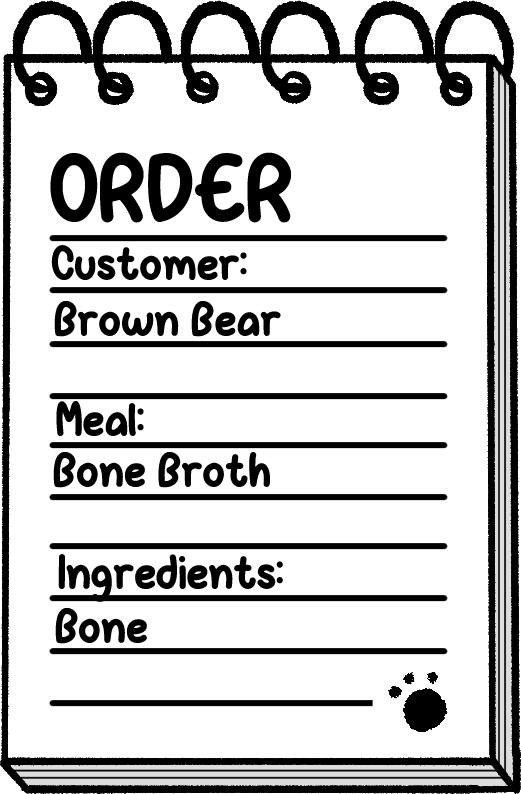 ORDER
Customer:
Brown Bear
Meal:
Bone Broth
Ingredients:
Bone